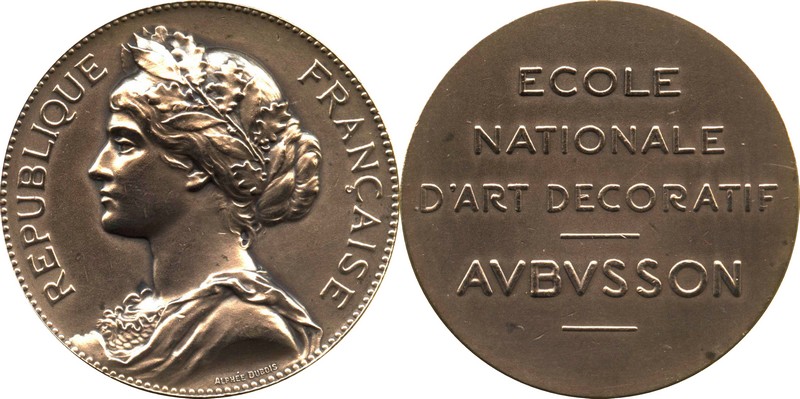 REPUBLIQUE FRANÇAISE
ALPHÉE DUBOIS
ECOLE
NATIONALE
D'ART DECORATIF
AVBVSSON